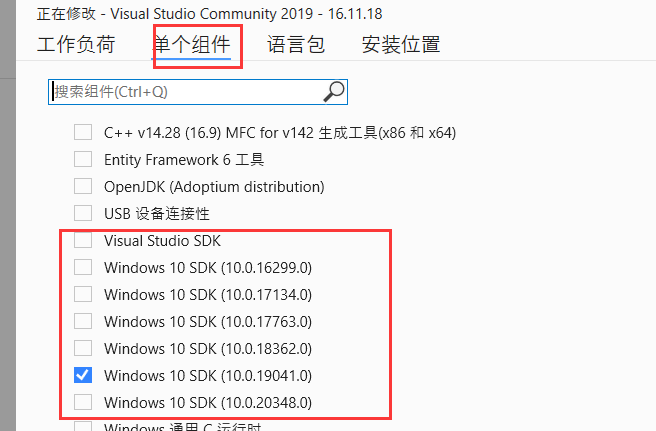 正在修改 - Visual Studio Community 2019 - 16.11.18
工作负荷 单个组件 语言包 安装位置
搜索组件(Ctrl+Q)
C++ v14.28 (16.9) MFC for v142 生成工具(x86 和 x64)
Entity Framework 6 工具
OpenJDK (Adoptium distribution)
USB 设备连接性
Visual Studio SDK
Windows 10 SDK (10.0.16299.0)
Windows 10 SDK (10.0.17134.0)
Windows 10 SDK (10.0.17763.0)
Windows 10 SDK (10.0.18362.0)
Windows 10 SDK (10.0.19041.0)
Windows 10 SDK (10.0.20348.0)
Windows 通用 C 运行时